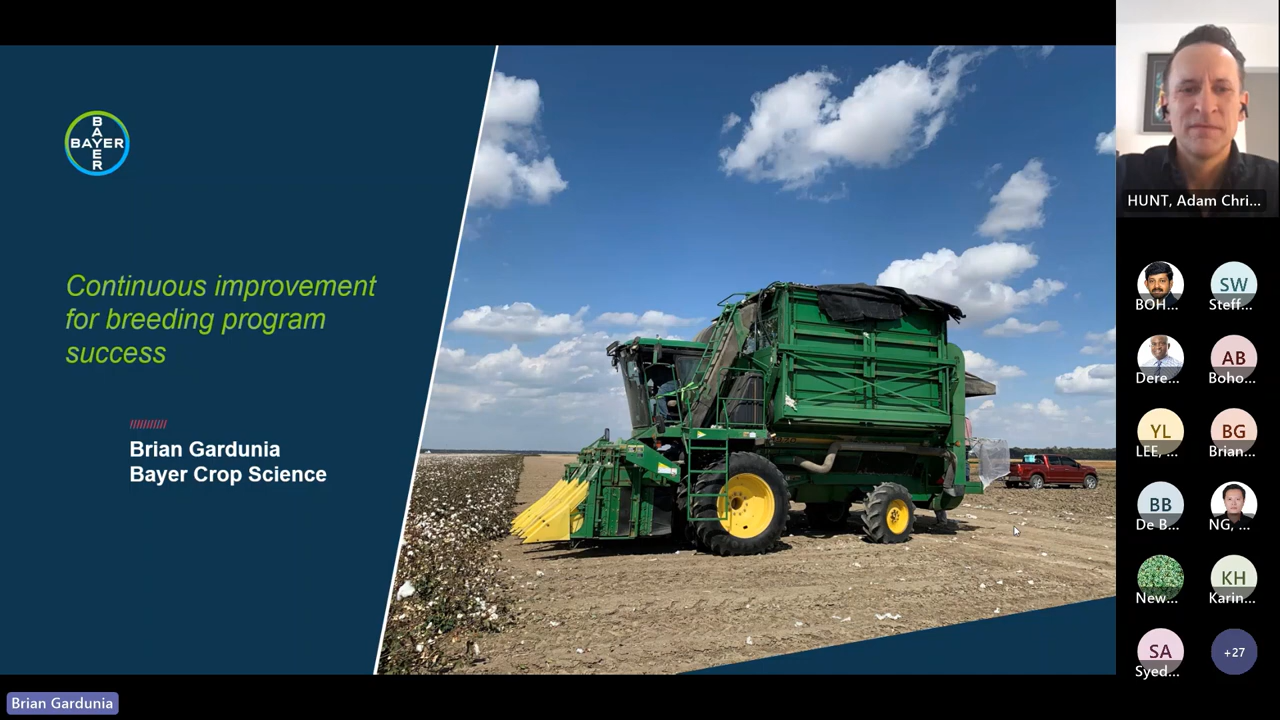 BAYER
BAYER
Continuous improvement
for breeding program
success
Brian Gardunia
Bayer Crop Science
HUNT, Adam Chri...
BOH...
SW
Steff...
Dere...
AB
Boho...
YL
LEE, ...
BG
Brian...
BB
De B...
NG, ...
New...
KH
Karin...
SA
Syed...
+27
Brian Gardunia